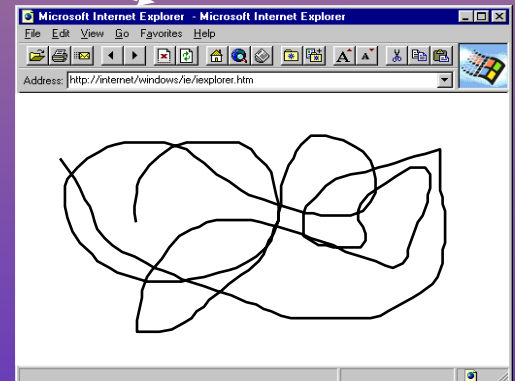 Microsoft Internet Explorer - Microsoft Internet Explorer
File Edit View Go Favorites Help
A A
Address: http://internet/windows/ie/iexplorer.htm